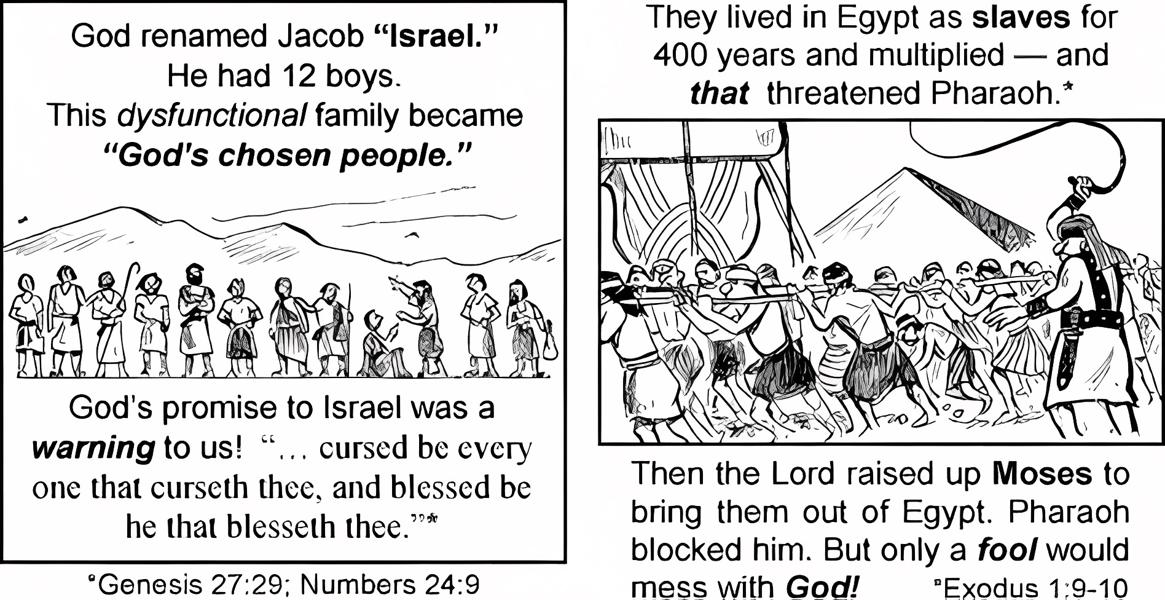 God renamed Jacob “Israel.”
He had 12 boys.
This dysfunctional family became
“God's chosen people.”
God’s promise to Israel was a
warning to us! “... cursed be every
one that curseth thee, and blessed be
he that blesseth thee.”*
*Genesis 27:29; Numbers 24:9
They lived in Egypt as slaves for
400 years and multiplied — and
that threatened Pharaoh.*
Then the Lord raised up Moses to
bring them out of Egypt. Pharaoh
blocked him. But only a fool would
mess with God!
*Exodus 1:9-10